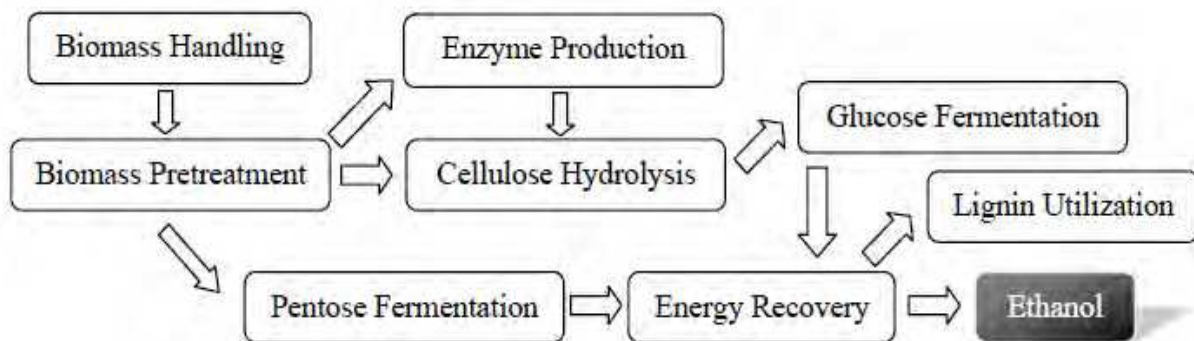 Biomass Handling
Enzyme Production
Glucose Fermentation
Biomass Pretreatment
Cellulose Hydrolysis
Lignin Utilization
Pentose Fermentation
Energy Recovery
Ethanol